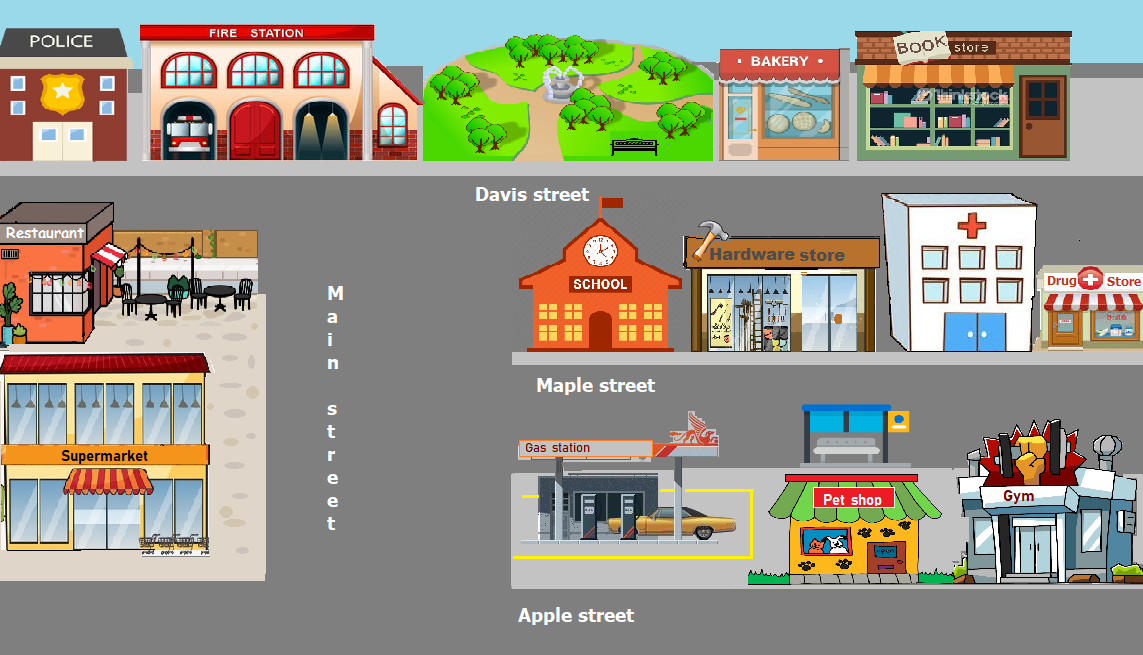 POLICE
FIRE STATION
BAKERY
BOOK store
Thinkstock
Davis street
Restaurant
SCHOOL
Hardware store
Drug Store
Main street
Maple street
Supermarket
Gas station
Pet shop
Gym
Apple street